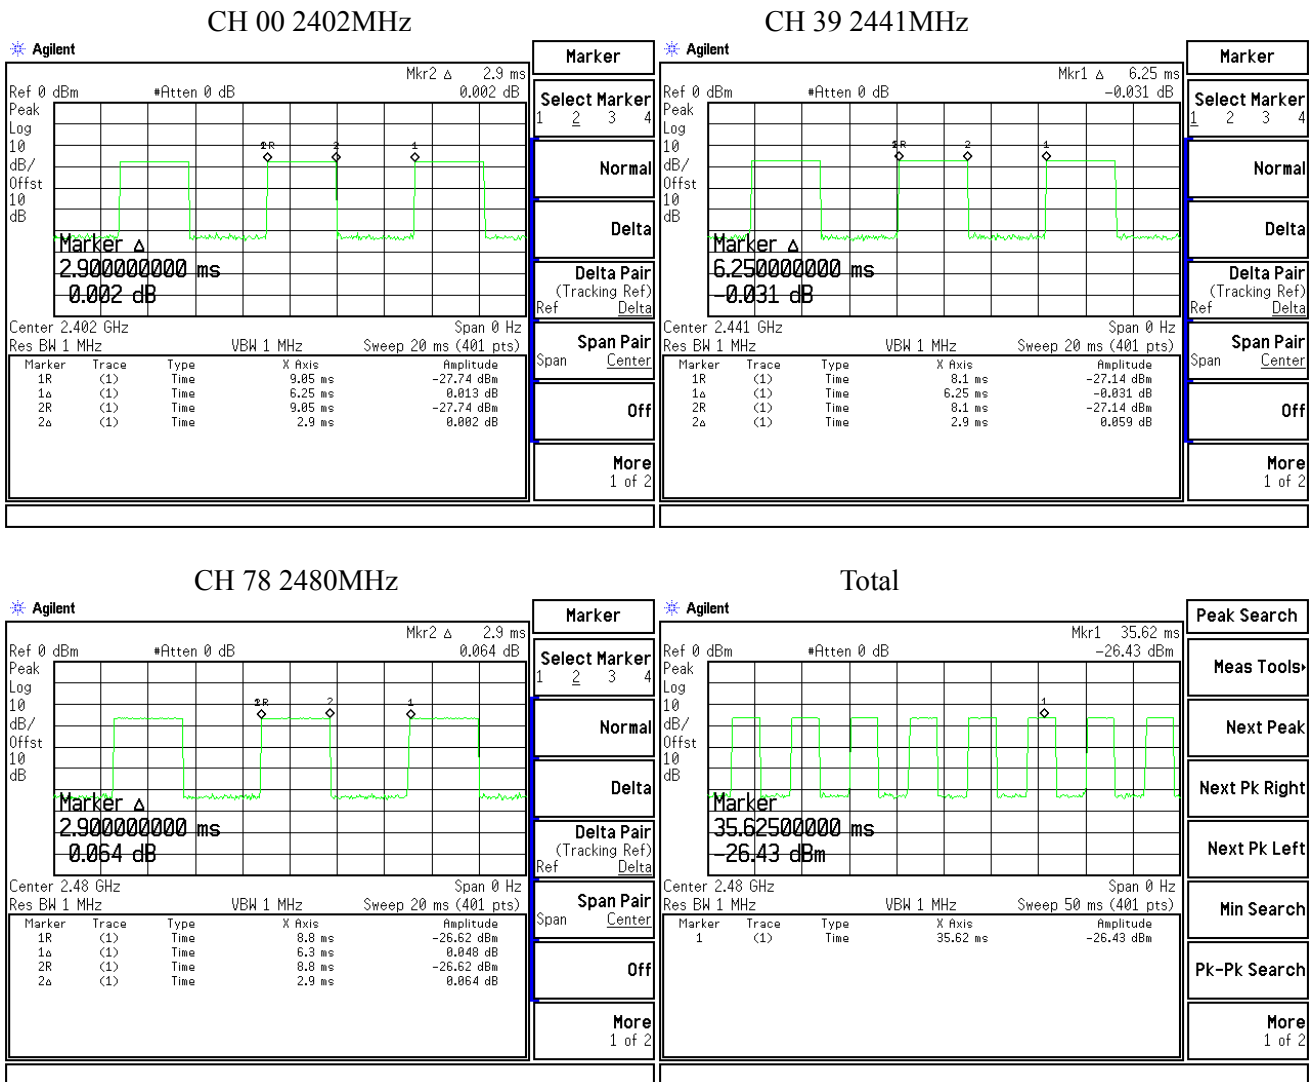 CH 00 2402MHz
CH 39 2441MHz
Agilent
Marker
Mkr2 Δ 2.9 ms
Ref 0 dBm #Atten 0 dB 0.002 dB
Peak
Log
10
dB/
Offst
10
dB
1R 2 1
Marker Δ
2.900000000 ms
0.002 dB
Center 2.402 GHz Span 0 Hz
Res BW 1 MHz VBW 1 MHz Sweep 20 ms (401 pts)
Marker Trace Type X Axis Amplitude
1R (1) Time 9.05 ms -27.74 dBm
1Δ (1) Time 6.25 ms 0.013 dB
2R (1) Time 9.05 ms -27.74 dBm
2Δ (1) Time 2.9 ms 0.002 dB
Select Marker
1 2 3 4
Normal
Delta
Delta Pair
(Tracking Ref)
Ref Delta
Span Pair
Span Center
Off
More
1 of 2
Agilent
Marker
Mkr1 Δ 6.25 ms
Ref 0 dBm #Atten 0 dB -0.031 dB
Peak
Log
10
dB/
Offst
10
dB
2 1
Marker Δ
6.250000000 ms
-0.031 dB
Center 2.441 GHz Span 0 Hz
Res BW 1 MHz VBW 1 MHz Sweep 20 ms (401 pts)
Marker Trace Type X Axis Amplitude
1R (1) Time 8.1 ms -27.14 dBm
1Δ (1) Time 6.25 ms -0.031 dB
2R (1) Time 8.1 ms -27.14 dBm
2Δ (1) Time 2.9 ms 0.059 dB
Select Marker
1 2 3 4
Normal
Delta
Delta Pair
(Tracking Ref)
Ref Delta
Span Pair
Span Center
Off
More
1 of 2
CH 78 2480MHz
Total
Agilent
Marker
Mkr2 Δ 2.9 ms
Ref 0 dBm #Atten 0 dB 0.064 dB
Peak
Log
10
dB/
Offst
10
dB
2 1
Marker Δ
2.900000000 ms
0.064 dB
Center 2.48 GHz Span 0 Hz
Res BW 1 MHz VBW 1 MHz Sweep 20 ms (401 pts)
Marker Trace Type X Axis Amplitude
1R (1) Time 8.8 ms -26.62 dBm
1Δ (1) Time 6.3 ms 0.048 dB
2R (1) Time 8.8 ms -26.62 dBm
2Δ (1) Time 2.9 ms 0.064 dB
Select Marker
1 2 3 4
Normal
Delta
Delta Pair
(Tracking Ref)
Ref Delta
Span Pair
Span Center
Off
More
1 of 2
Agilent
Peak Search
Mkr1 35.62 ms
Ref 0 dBm #Atten 0 dB -26.43 dBm
Peak
Log
10
dB/
Offst
10
dB
1
Marker
35.62500000 ms
-26.43 dBm
Center 2.48 GHz Span 0 Hz
Res BW 1 MHz VBW 1 MHz Sweep 50 ms (401 pts)
Marker Trace Type X Axis Amplitude
1 (1) Time 35.62 ms -26.43 dBm
Meas Tools
Next Peak
Next Pk Right
Next Pk Left
Min Search
Pk-Pk Search
More
1 of 2